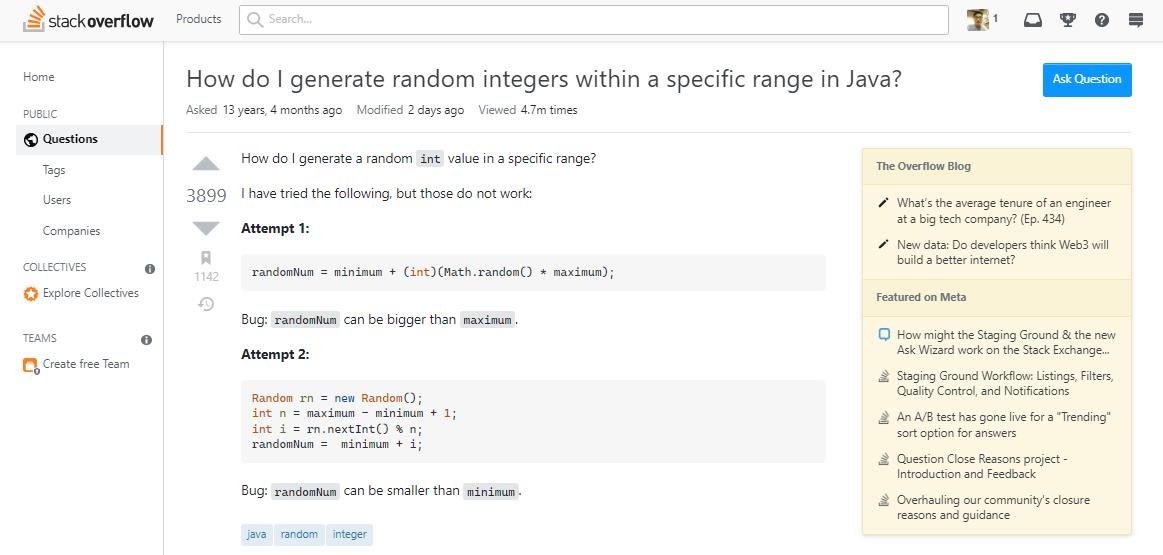 stackoverflow Products Search... 1
Home
PUBLIC
Questions
Tags
Users
Companies
COLLECTIVES
Explore Collectives
TEAMS
Create free Team
How do I generate random integers within a specific range in Java?
Ask Question
Asked 13 years, 4 months ago Modified 2 days ago Viewed 4.7m times
3899
1142
How do I generate a random int value in a specific range?
I have tried the following, but those do not work:
Attempt 1:
randomNum = minimum + (int)(Math.random() * maximum);
Bug: randomNum can be bigger than maximum.
Attempt 2:
Random rn = new Random();
int n = maximum - minimum + 1;
int i = rn.nextInt() % n;
randomNum =  minimum + i;
Bug: randomNum can be smaller than minimum.
java random integer
The Overflow Blog
What's the average tenure of an engineer
at a big tech company? (Ep. 434)
New data: Do developers think Web3 will
build a better internet?
Featured on Meta
How might the Staging Ground & the new
Ask Wizard work on the Stack Exchange...
Staging Ground Workflow: Listings, Filters,
Quality Control, and Notifications
An A/B test has gone live for a "Trending"
sort option for answers
Question Close Reasons project -
Introduction and Feedback
Overhauling our community's closure
reasons and guidance